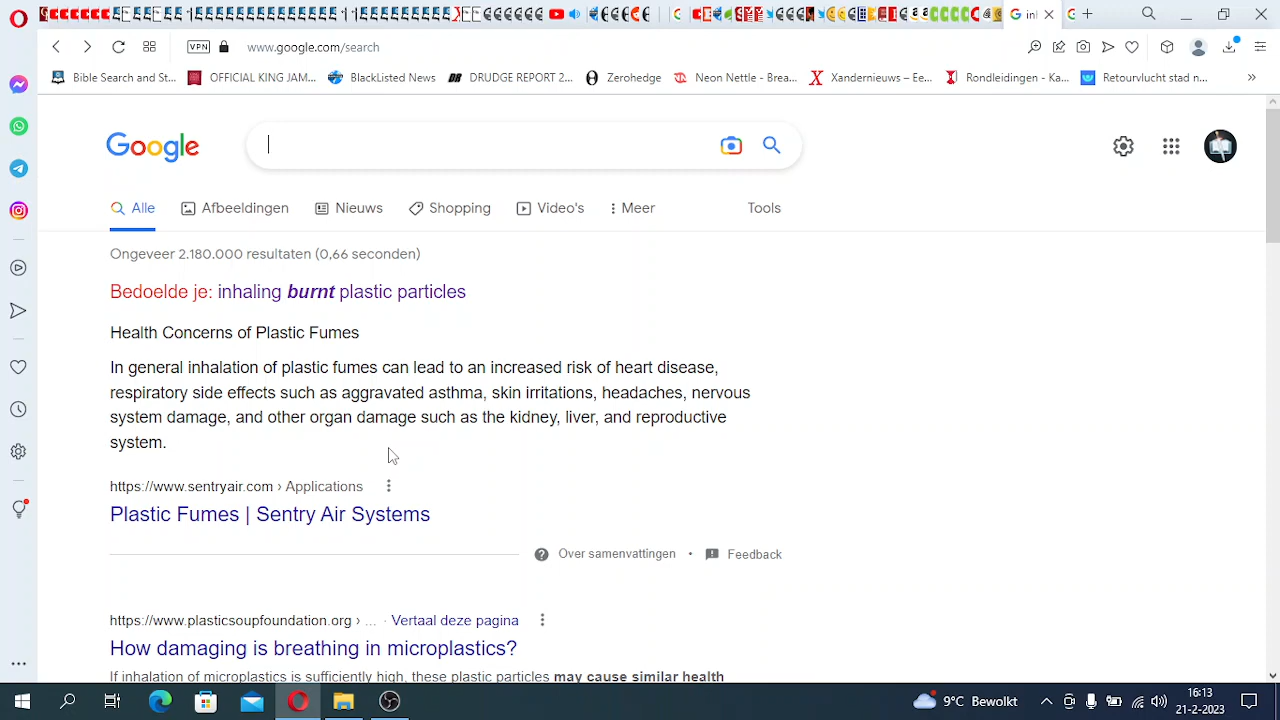 inl
VPN
www.google.com/search
Bible Search and St...
OFFICIAL KING JAM...
BlackListed News
DRUDGE REPORT 2...
Zerohedge
Neon Nettle - Brea...
Xandernieuws – Ee...
Rondleidingen - Ka...
Retourvlucht stad n...
»
Google
Alle
Afbeeldingen
Nieuws
Shopping
Video's
Meer
Tools
Ongeveer 2.180.000 resultaten (0,66 seconden)
Bedoelde je: inhaling burnt plastic particles
Health Concerns of Plastic Fumes
In general inhalation of plastic fumes can lead to an increased risk of heart disease,
respiratory side effects such as aggravated asthma, skin irritations, headaches, nervous
system damage, and other organ damage such as the kidney, liver, and reproductive
system.
https://www.sentryair.com › Applications
Plastic Fumes | Sentry Air Systems
Over samenvattingen • Feedback
https://www.plasticsoupfoundation.org › ... · Vertaal deze pagina
How damaging is breathing in microplastics?
If inhalation of microplastics is sufficiently high, these plastic particles may cause similar health
9°C Bewolkt
16:13
21-2-2023